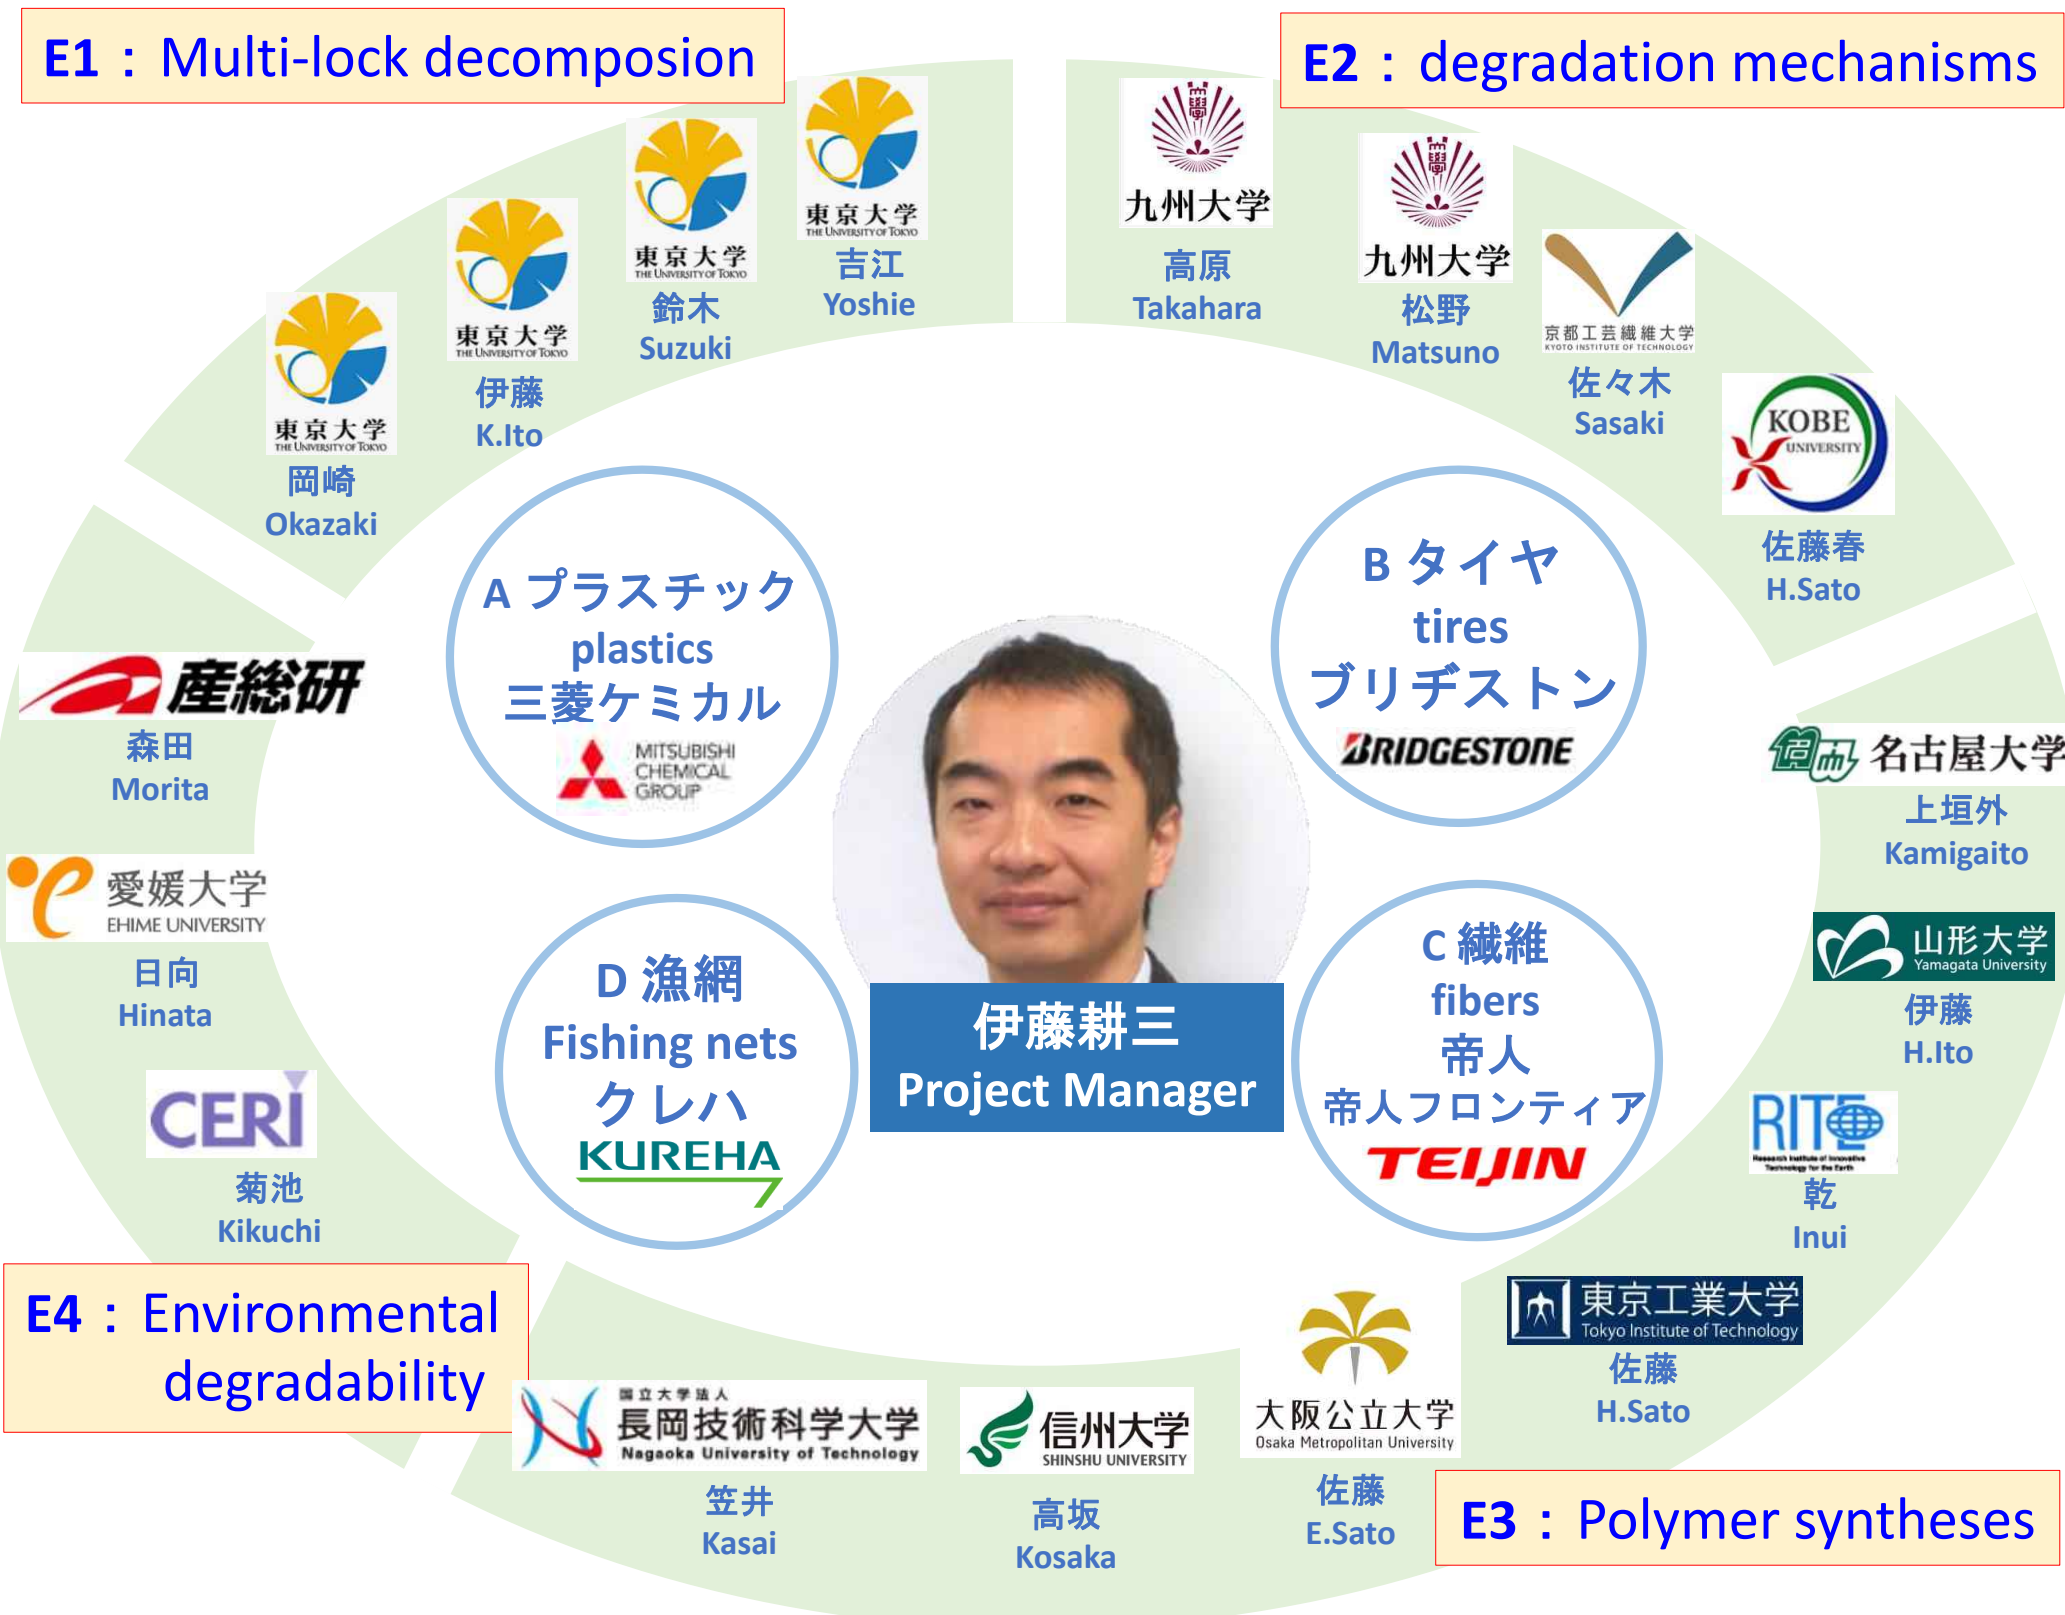 E1：Multi-lock decomposion
E2：degradation mechanisms
東京大学
THE UNIVERSITY OF TOKYO
吉江
Yoshie
東京大学
THE UNIVERSITY OF TOKYO
鈴木
Suzuki
東京大学
THE UNIVERSITY OF TOKYO
伊藤
K.Ito
東京大学
THE UNIVERSITY OF TOKYO
岡崎
Okazaki
九州大学
高原
Takahara
九州大学
松野
Matsuno
京都工芸繊維大学
KYOTO INSTITUTE OF TECHNOLOGY
佐々木
Sasaki
KOBE
UNIVERSITY
佐藤春
H.Sato
A プラスチック
plastics
三菱ケミカル
MITSUBISHI
CHEMICAL
GROUP
B タイヤ
tires
ブリヂストン
BRIDGESTONE
産総研
森田
Morita
愛媛大学
EHIME UNIVERSITY
日向
Hinata
CERI
菊池
Kikuchi
E4：Environmental
degradability
D 漁網
Fishing nets
クレハ
KUREHA
伊藤耕三
Project Manager
C 繊維
fibers
帝人
帝人フロンティア
TEIJIN
名古屋大学
上垣外
Kamigaito
山形大学
Yamagata University
伊藤
H.Ito
RITE
Research Institute of Innovative
Technology for the Earth
乾
Inui
東京工業大学
Tokyo Institute of Technology
佐藤
H.Sato
大阪公立大学
Osaka Metropolitan University
佐藤
E.Sato
信州大学
SHINSHU UNIVERSITY
高坂
Kosaka
国立大学法人
長岡技術科学大学
Nagaoka University of Technology
笠井
Kasai
E3：Polymer syntheses